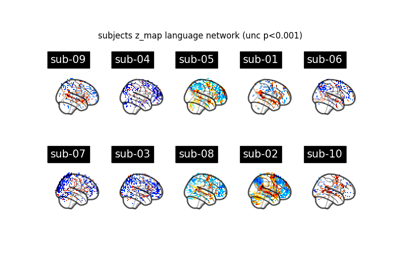 subjects z_map language network (unc p<0.001)
sub-09 sub-04 sub-05 sub-01 sub-06
sub-07 sub-03 sub-08 sub-02 sub-10